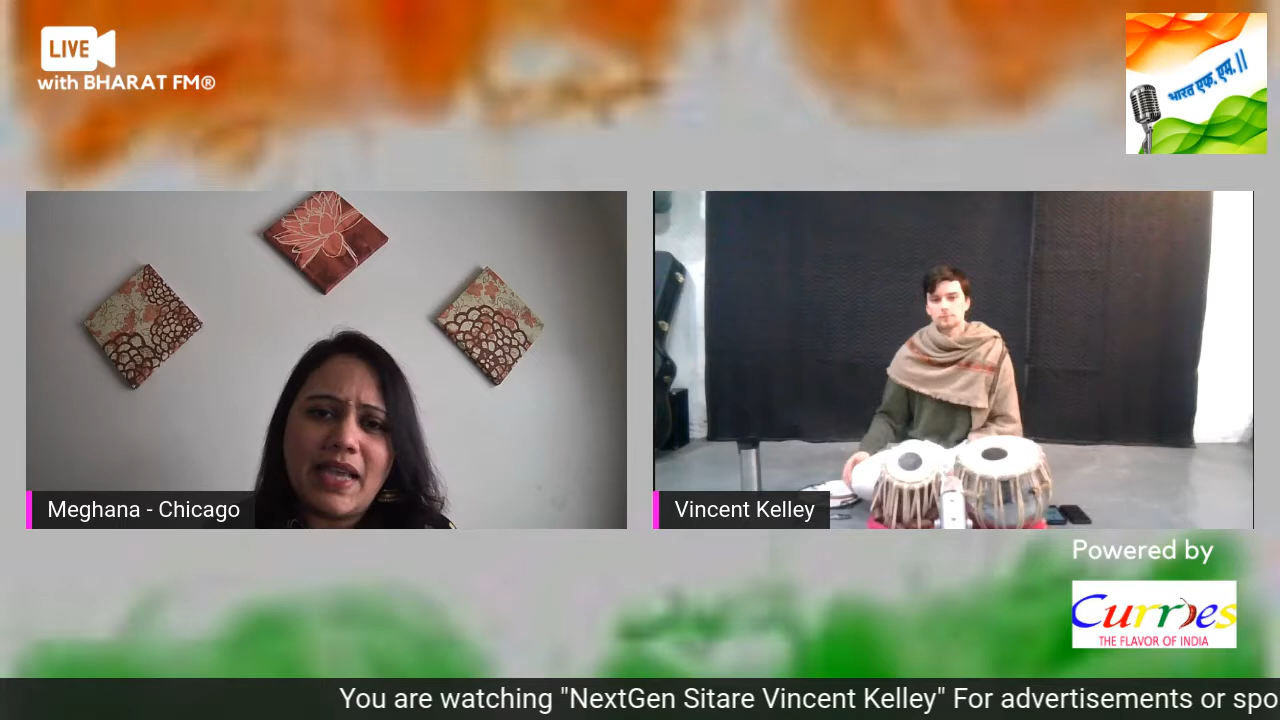 LIVE
with BHARAT FM®
भारत एफ. एम.||
Meghana - Chicago
Vincent Kelley
Powered by
Curries
THE FLAVOR OF INDIA
You are watching "NextGen Sitare Vincent Kelley" For advertisements or spo